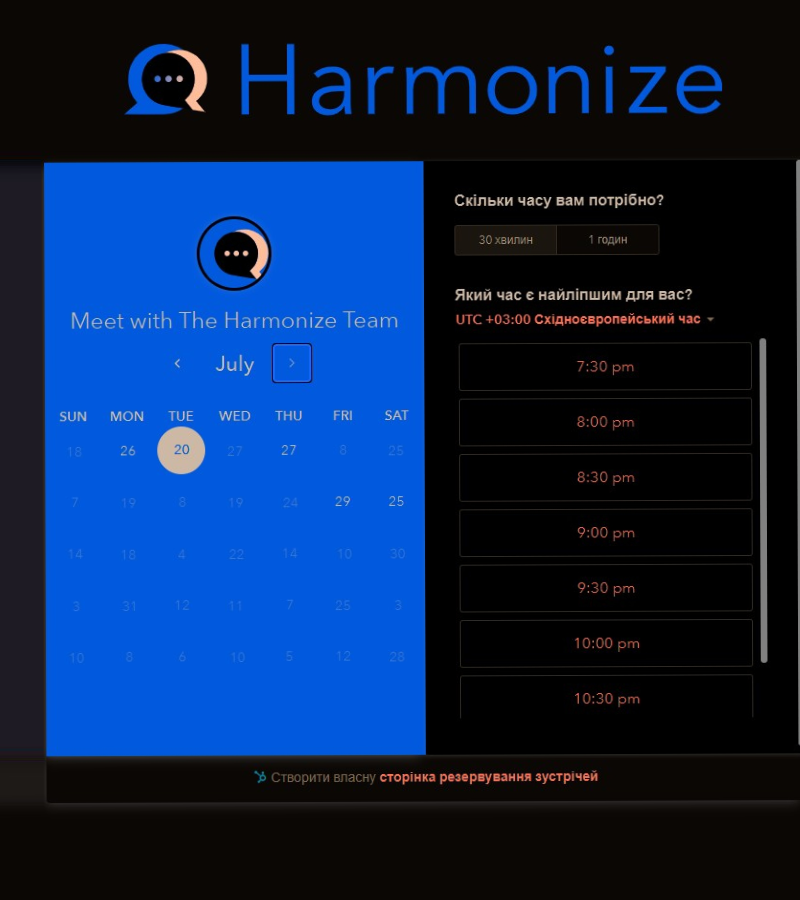 Harmonize
Meet with The Harmonize Team
July
SUN MON TUE WED THU FRI SAT
18 26 20 27 27 8 25
7 19 8 19 24 29 25
14 18 4 22 14 10 30
3 31 12 11 7 25 3
10 8 6 10 5 12 28
Скільки часу вам потрібно?
30 хвилин 1 годин
Який час є найліпшим для вас?
UTC +03:00 Східноєвропейський час
7:30 pm
8:00 pm
8:30 pm
9:00 pm
9:30 pm
10:00 pm
10:30 pm
Створити власну сторінка резервування зустрічей